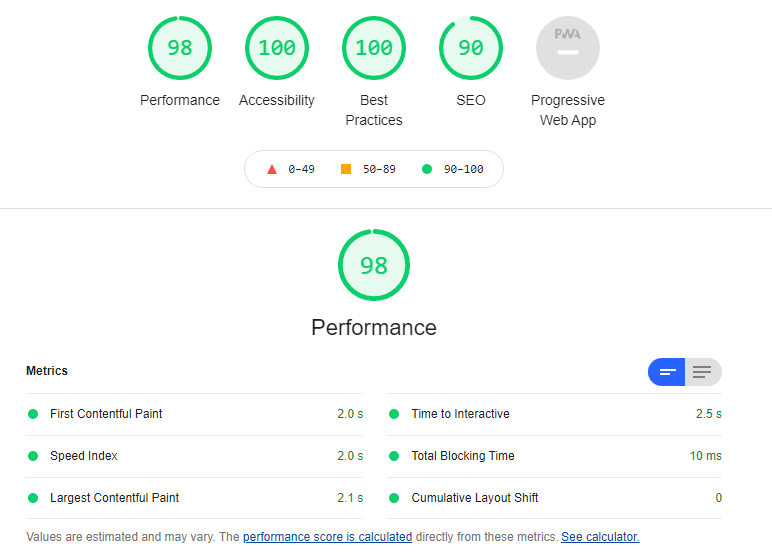 98 100 100 90 PWA
Performance Accessibility Best Practices SEO Progressive Web App
0–49 50–89 90–100
98
Performance
Metrics
First Contentful Paint 2.0 s
Time to Interactive 2.5 s
Speed Index 2.0 s
Total Blocking Time 10 ms
Largest Contentful Paint 2.1 s
Cumulative Layout Shift 0
Values are estimated and may vary. The performance score is calculated directly from these metrics. See calculator.